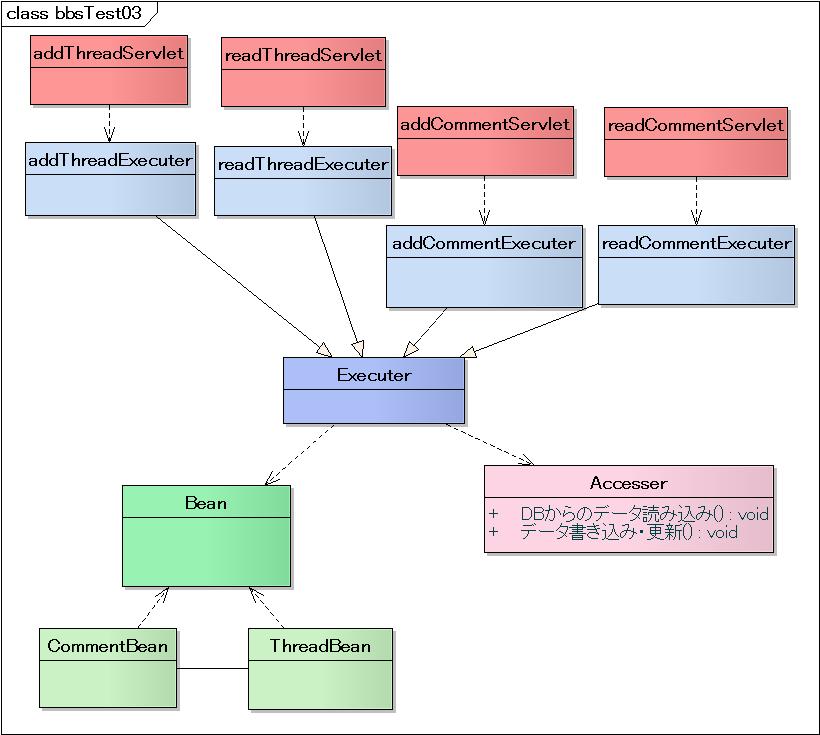 class bbsTest03
addThreadServlet
readThreadServlet
addCommentServlet
readCommentServlet
addThreadExecuter
readThreadExecuter
addCommentExecuter
readCommentExecuter
Executer
Bean
Accesser
+ DBからのデータ読み込み() : void
+ データ書き込み・更新() : void
CommentBean
ThreadBean